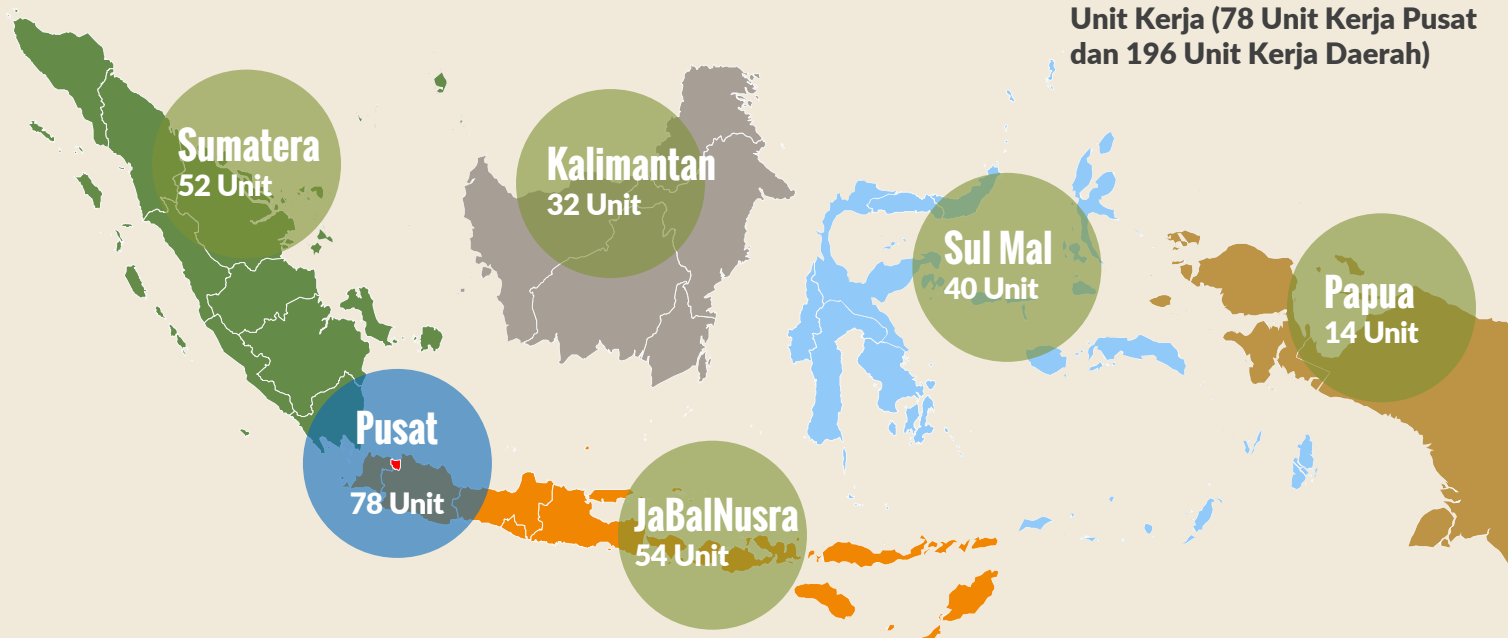 Unit Kerja (78 Unit Kerja Pusat
dan 196 Unit Kerja Daerah)
Sumatera
52 Unit
Kalimantan
32 Unit
Sul Mal
40 Unit
Papua
14 Unit
Pusat
78 Unit
JaBalNusra
54 Unit